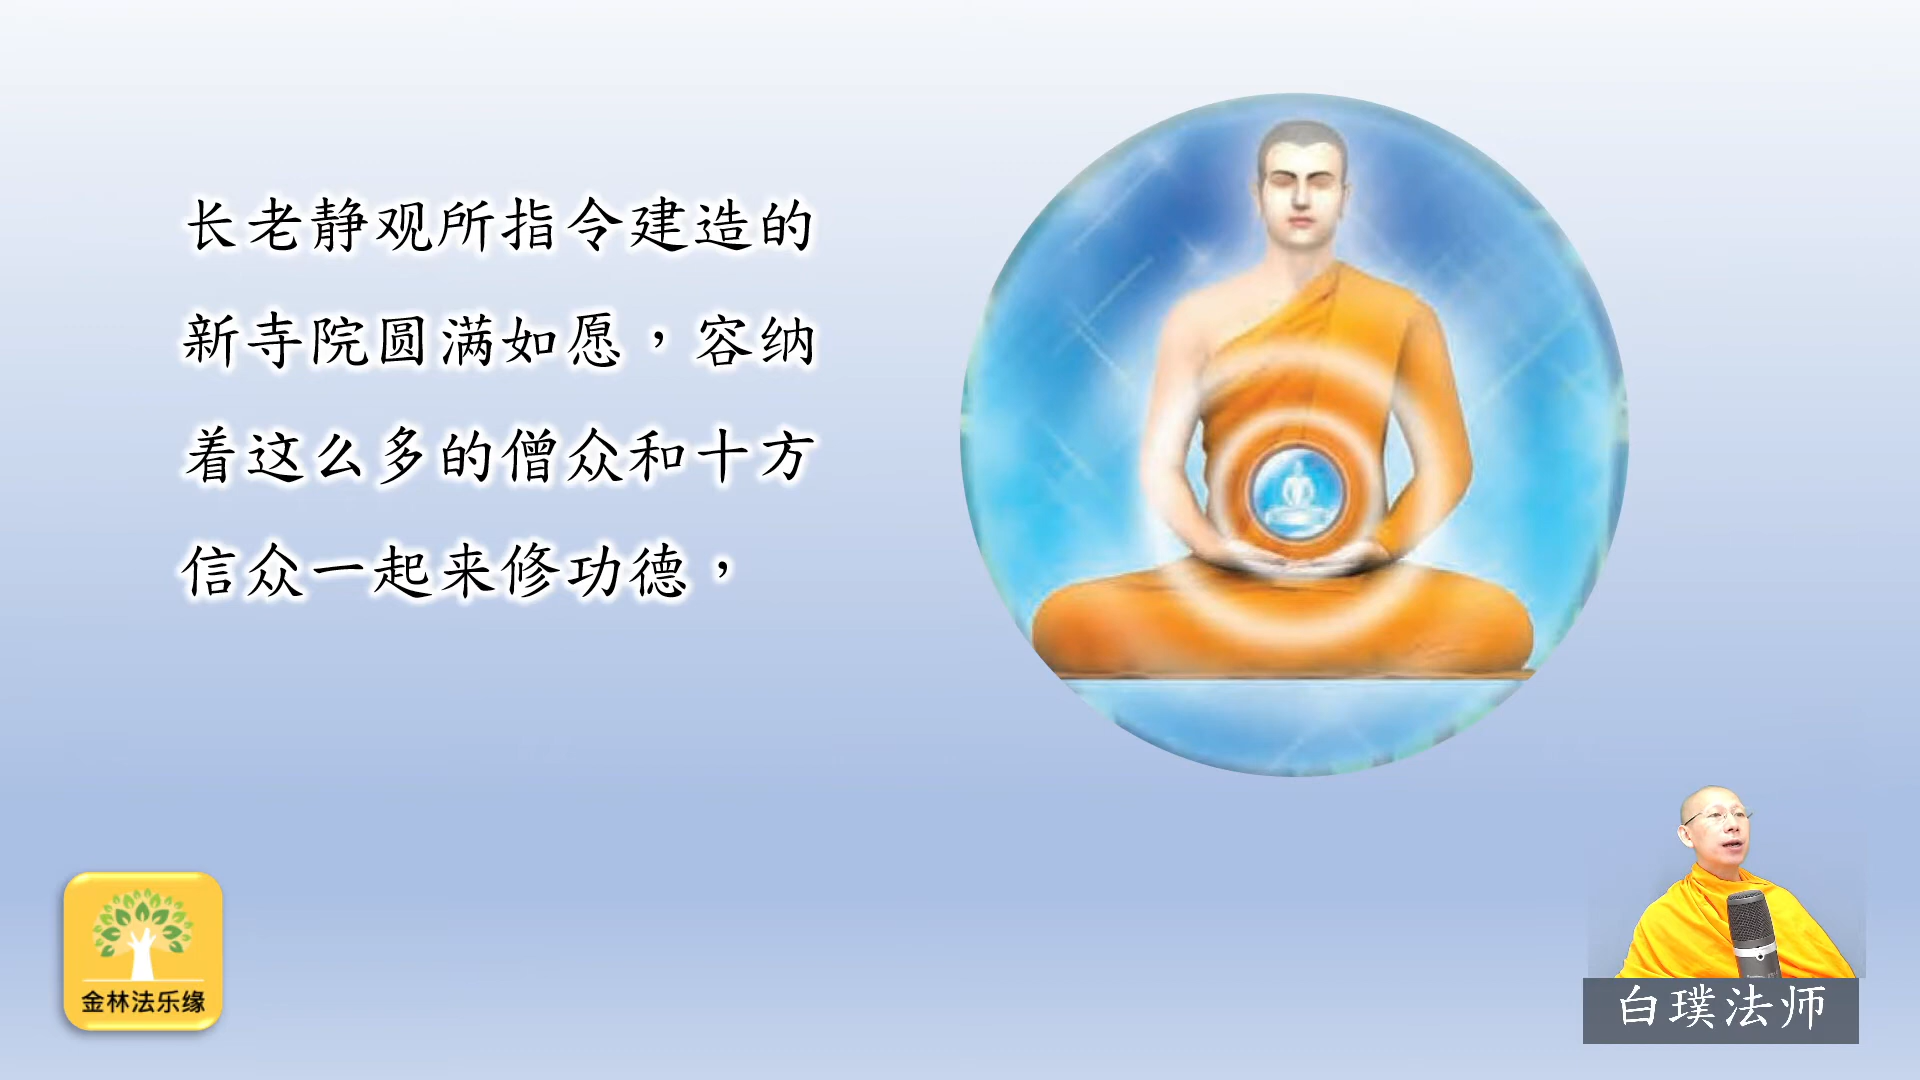 长老静观所指令建造的
新寺院圆满如愿，容纳
着这么多的僧众和十方
信众一起来修功德，
金林法乐缘
白璞法师